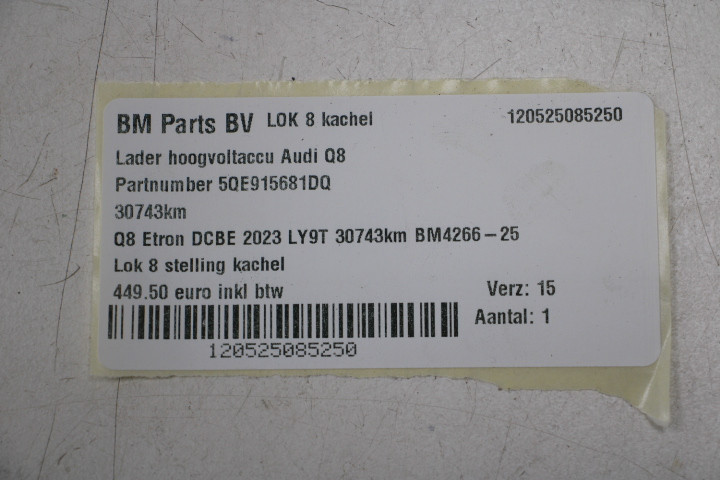 BM Parts BV LOK 8 kachel 120525085250
Lader hoogvoltaccu Audi Q8
Partnumber 5QE915681DQ
30743km
Q8 Etron DCBE 2023 LY9T 30743km BM4266-25
Lok 8 stelling kachel
449.50 euro inkl btw Verz: 15
Aantal: 1
120525085250